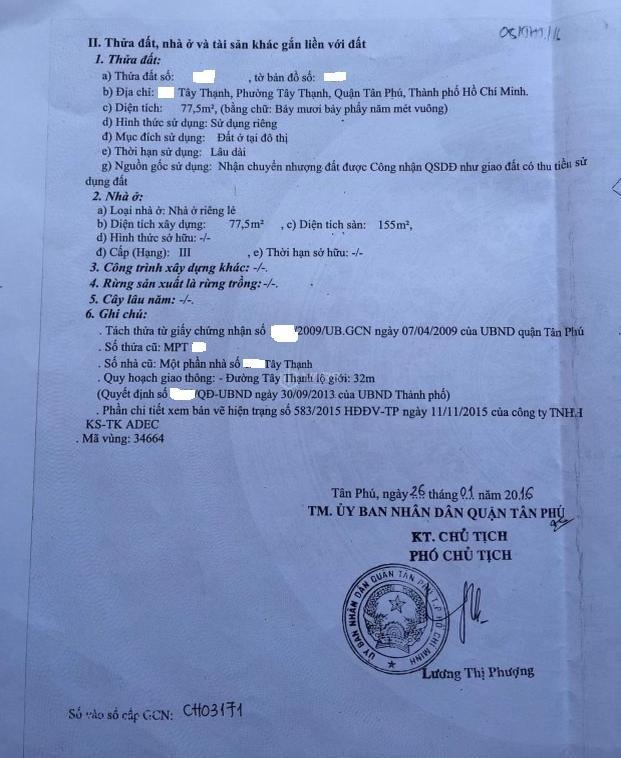 II. Thửa đất, nhà ở và tài sản khác gắn liền với đất
1. Thửa đất:
a) Thửa đất số: , tờ bản đồ số:
b) Địa chỉ: Tây Thạnh, Phường Tây Thạnh, Quận Tân Phú, Thành phố Hồ Chí Minh.
c) Diện tích: 77,5m², (bằng chữ: Bảy mươi bảy phẩy năm mét vuông)
d) Hình thức sử dụng: Sử dụng riêng
đ) Mục đích sử dụng: Đất ở tại đô thị
e) Thời hạn sử dụng: Lâu dài
g) Nguồn gốc sử dụng: Nhận chuyển nhượng đất được Công nhận QSDĐ như giao đất có thu tiền sử
dụng đất
2. Nhà ở:
a) Loại nhà ở: Nhà ở riêng lẻ
b) Diện tích xây dựng: 77,5m² , c) Diện tích sàn: 155m²,
d) Hình thức sở hữu: -/-
đ) Cấp (Hạng): III , e) Thời hạn sở hữu: -/-
3. Công trình xây dựng khác: -/-.
4. Rừng sản xuất là rừng trồng: -/-.
5. Cây lâu năm: -/-.
6. Ghi chú:
. Tách thửa từ giấy chứng nhận số /2009/UB.GCN ngày 07/04/2009 của UBND quận Tân Phú
. Số thửa cũ: MPT
. Số nhà cũ: Một phần nhà số Tây Thạnh
. Quy hoạch giao thông: - Đường Tây Thạnh lộ giới: 32m
(Quyết định số /QĐ-UBND ngày 30/09/2013 của UBND Thành phố)
. Phần chi tiết xem bản vẽ hiện trạng số 583/2015 HĐĐV-TP ngày 11/11/2015 của công ty TNHH
KS-TK ADEC
. Mã vùng: 34664
Tân Phú, ngày 26 tháng 01 năm 2016
TM. ỦY BAN NHÂN DÂN QUẬN TÂN PHÚ
KT. CHỦ TỊCH
PHÓ CHỦ TỊCH
ỦY BAN NHÂN DÂN QUẬN TÂN PHÚ T.P HỒ CHÍ MINH
Lương Thị Phượng
Số vào sổ cấp GCN: CH03171